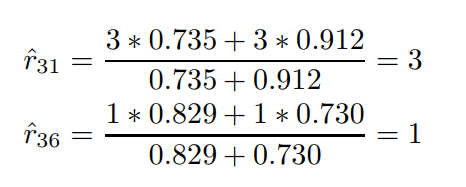 r̂₃₁ = (3 * 0.735 + 3 * 0.912) / (0.735 + 0.912) = 3
r̂₃₆ = (1 * 0.829 + 1 * 0.730) / (0.829 + 0.730) = 1